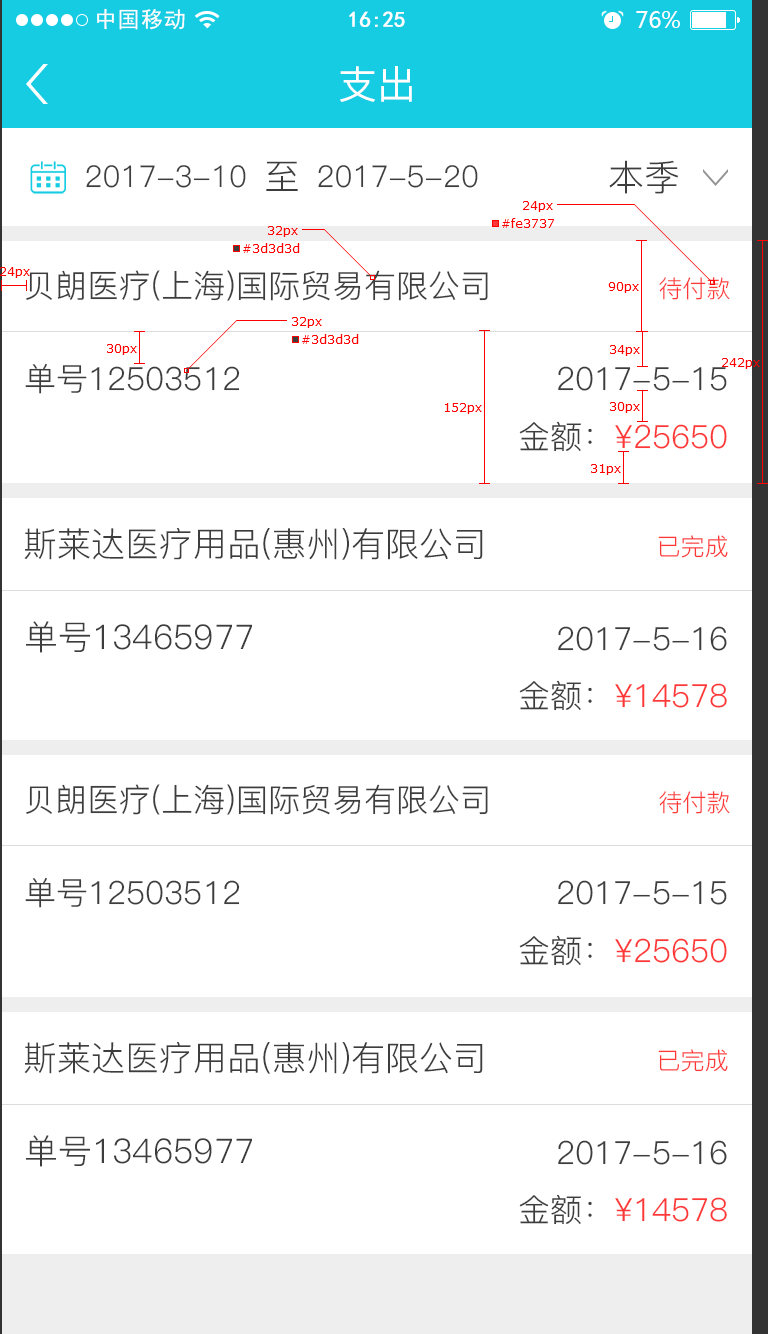 中国移动 16:25 76%
支出
2017-3-10 至 2017-5-20 本季
24px
#fe3737
32px
#3d3d3d
24px
贝朗医疗(上海)国际贸易有限公司 90px 待付款
32px
#3d3d3d
30px 34px
242px
单号12503512 2017-5-15
152px 30px
金额：¥25650
31px
斯莱达医疗用品(惠州)有限公司 已完成
单号13465977 2017-5-16
金额：¥14578
贝朗医疗(上海)国际贸易有限公司 待付款
单号12503512 2017-5-15
金额：¥25650
斯莱达医疗用品(惠州)有限公司 已完成
单号13465977 2017-5-16
金额：¥14578